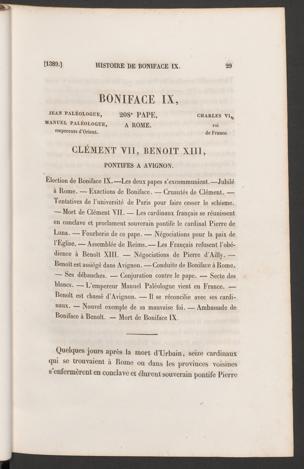 [1389.] HISTOIRE DE BONIFACE IX. 29
BONIFACE IX,
JEAN PALÉOLOGUE,
MANUEL PALÉOLOGUE,
empereurs d'Orient.
208e PAPE,
A ROME.
CHARLES VI,
roi
de France
CLÉMENT VII, BENOIT XIII,
PONTIFES A AVIGNON.
Élection de Boniface IX. — Les deux papes s'excommunient. — Jubilé
à Rome. — Exactions de Boniface. — Cruautés de Clément. —
Tentatives de l'université de Paris pour faire cesser le schisme.
— Mort de Clément VII. — Les cardinaux français se réunissent
en conclave et proclament souverain pontife le cardinal Pierre de
Luna. — Fourberie de ce pape. — Négociations pour la paix de
l'Église. — Assemblée de Reims. — Les Français refusent l'obé-
dience à Benoît XIII. — Négociations de Pierre d'Ailly. —
Benoît est assiégé dans Avignon. — Conduite de Boniface à Rome.
— Ses débauches. — Conjuration contre le pape. — Secte des
blancs. — L'empereur Manuel Paléologue vient en France. —
Benoît est chassé d'Avignon. — Il se réconcilie avec ses cardi-
naux. — Nouvel exemple de sa mauvaise foi. — Ambassade de
Boniface à Benoît. — Mort de Boniface IX.
Quelques jours après la mort d'Urbain, seize cardinaux
qui se trouvaient à Rome ou dans les provinces voisines
s'enfermèrent en conclave et élurent souverain pontife Pierre